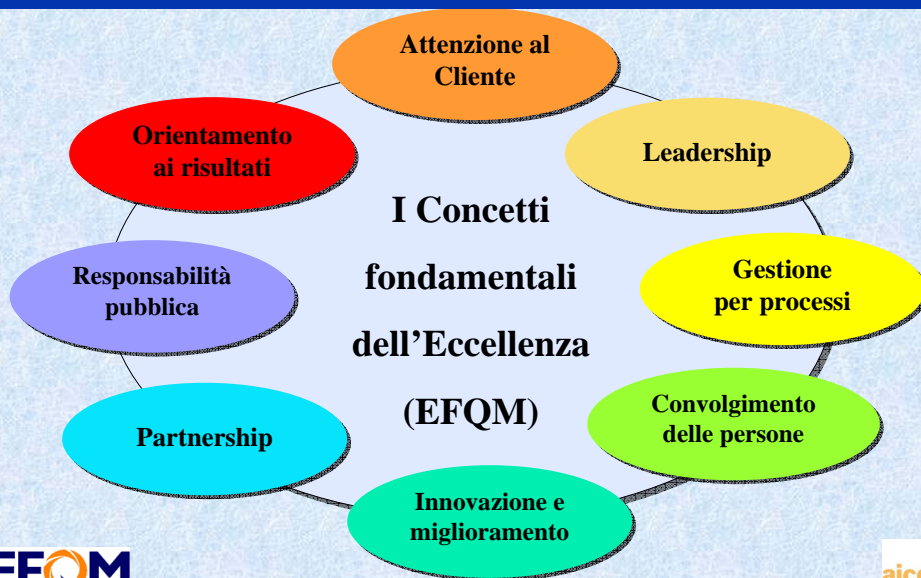 Attenzione al
Cliente
Orientamento
ai risultati
Leadership
I Concetti
fondamentali
dell'Eccellenza
(EFQM)
Responsabilità
pubblica
Gestione
per processi
Partnership
Convolgimento
delle persone
Innovazione e
miglioramento
EFQM